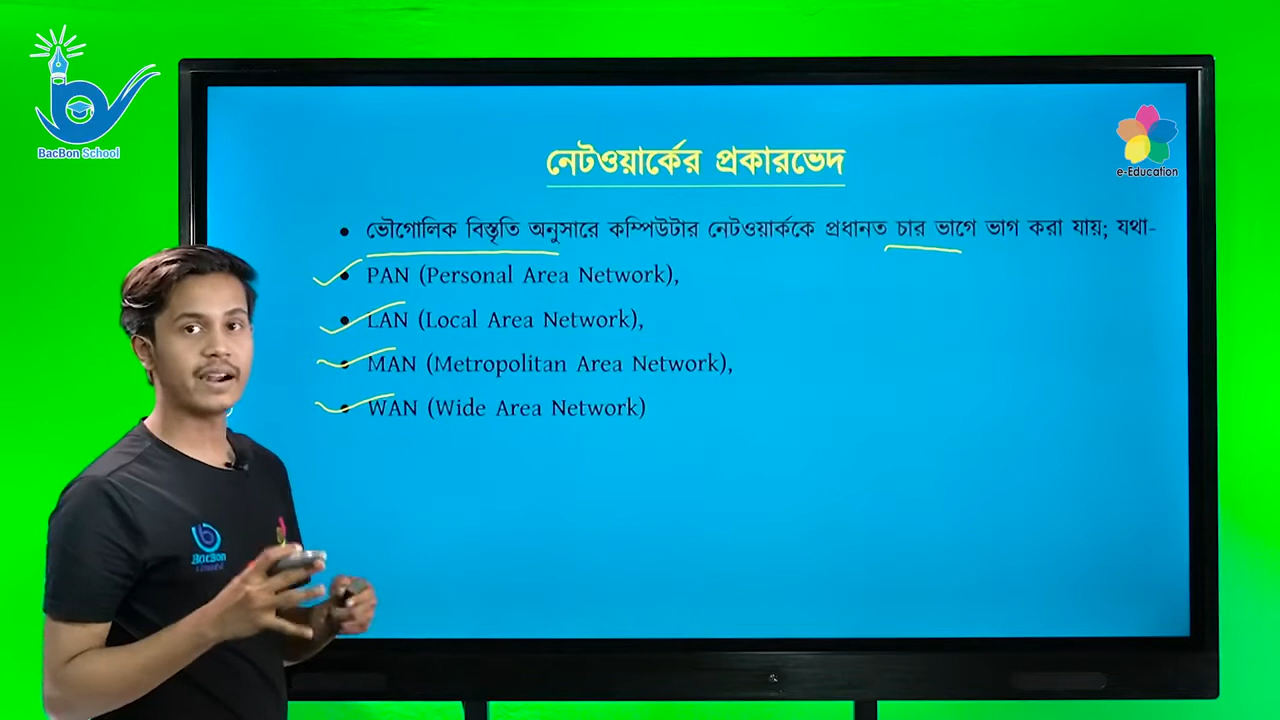 BacBon School
e-Education
নেটওয়ার্কের প্রকারভেদ
• ভৌগোলিক বিস্তৃতি অনুসারে কম্পিউটার নেটওয়ার্ককে প্রধানত চার ভাগে ভাগ করা যায়; যথা-
• PAN (Personal Area Network),
• LAN (Local Area Network),
• MAN (Metropolitan Area Network),
• WAN (Wide Area Network)
BacBon